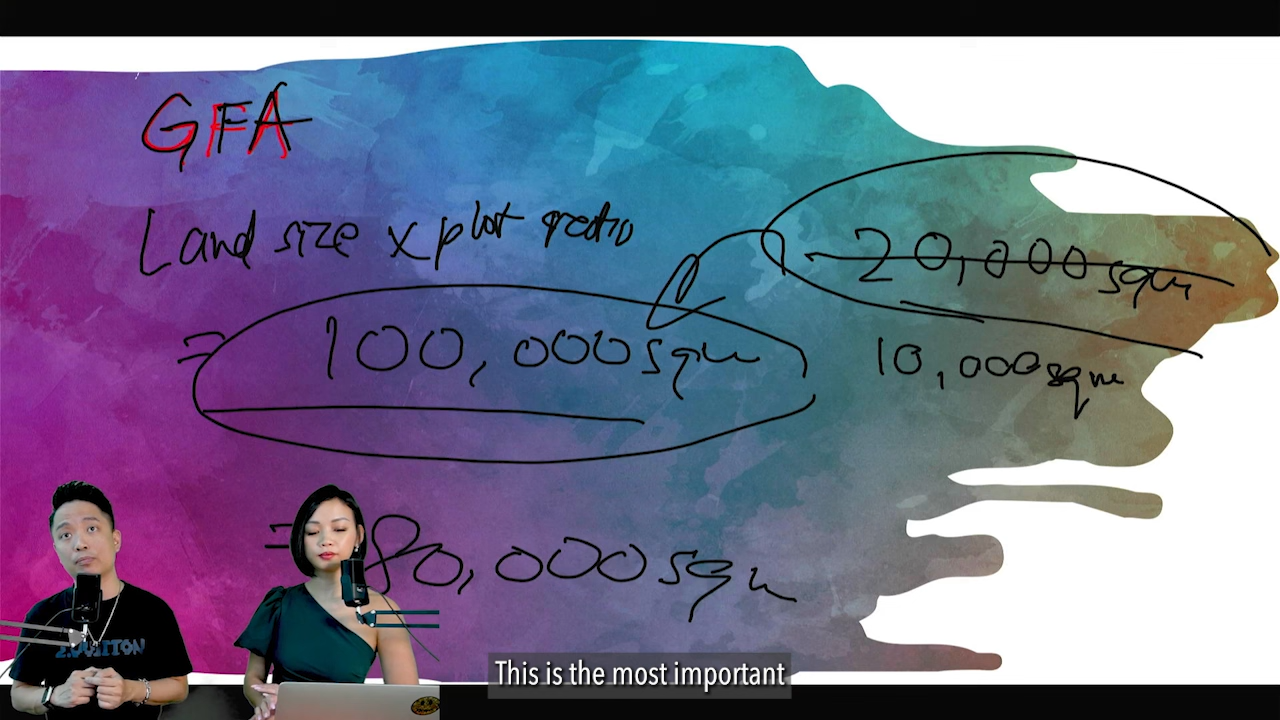 GFA
Land size x plot ratio
20,000 sqm
= 100,000 sqm
10,000 sqm
= 80,000 sqm
This is the most important